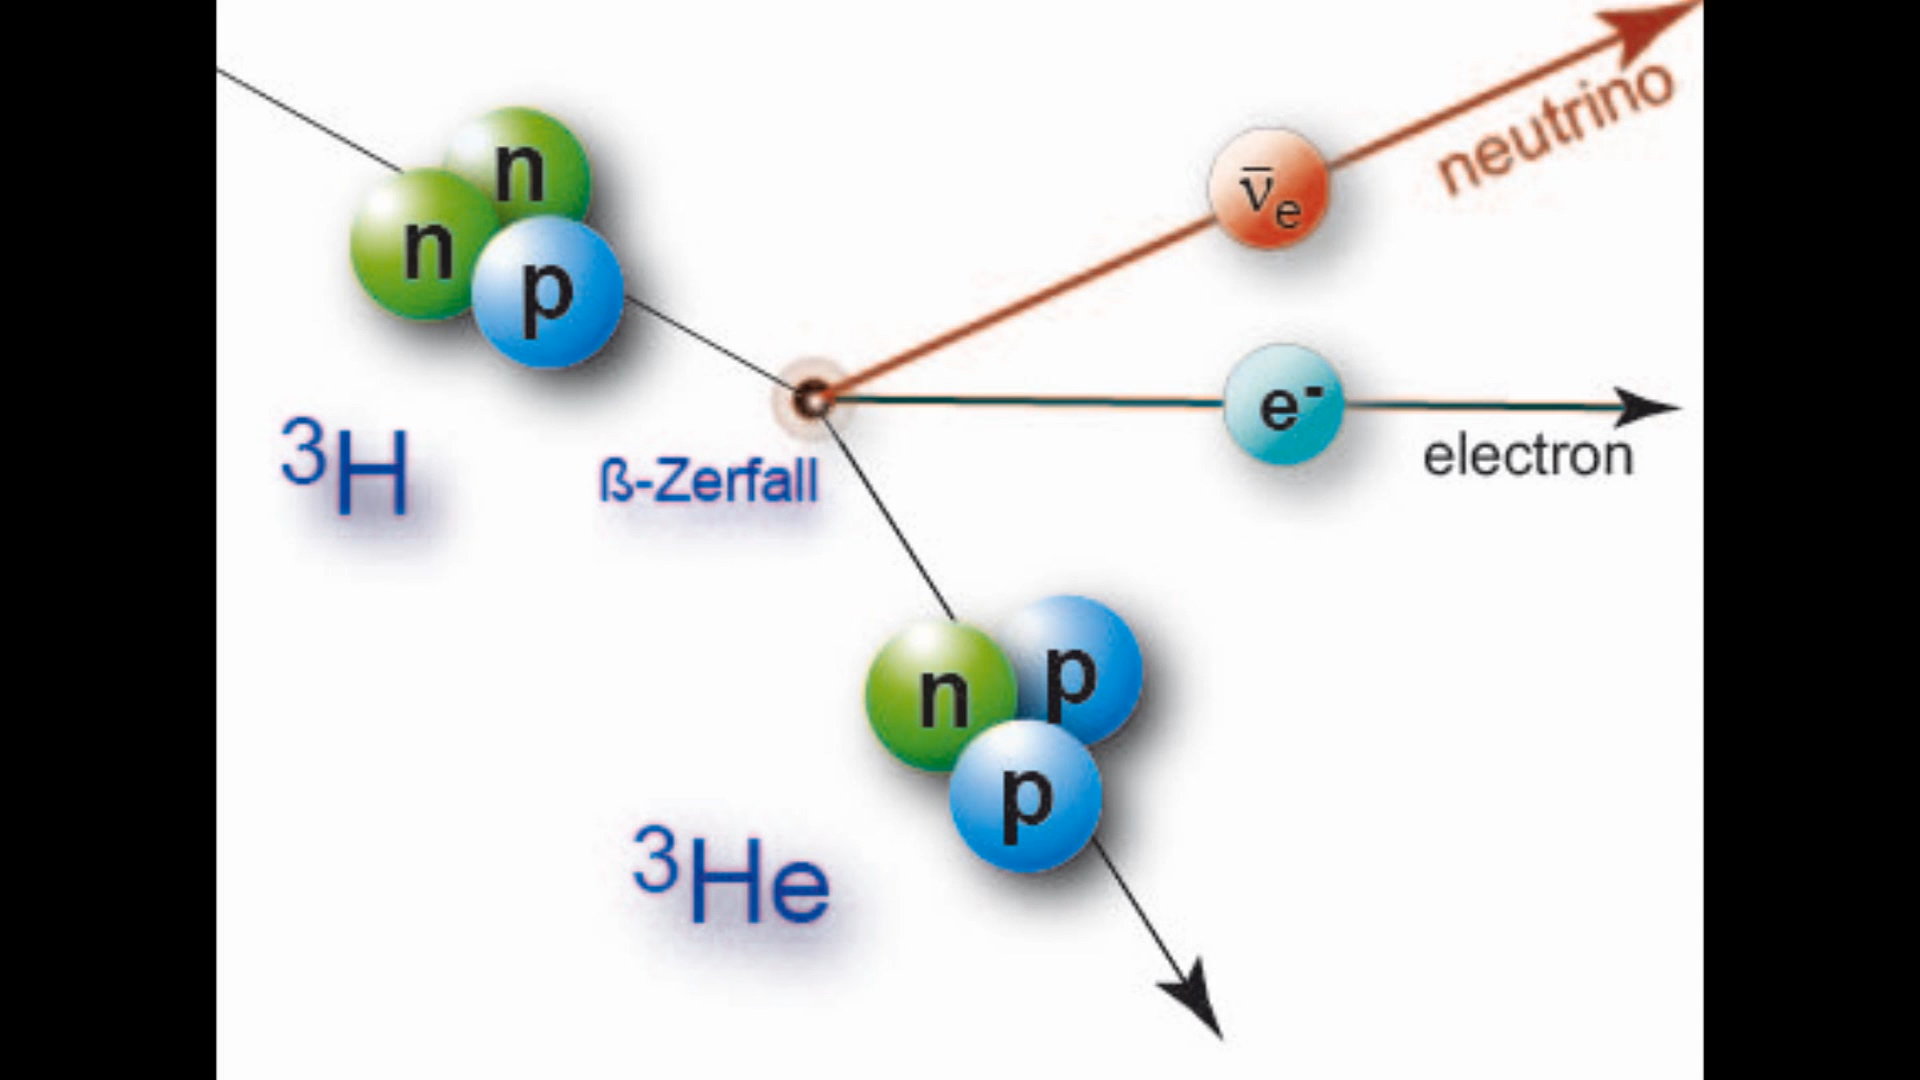 n
n
p
³H
ß-Zerfall
ν̄ₑ
neutrino
e⁻
electron
n
p
p
³He